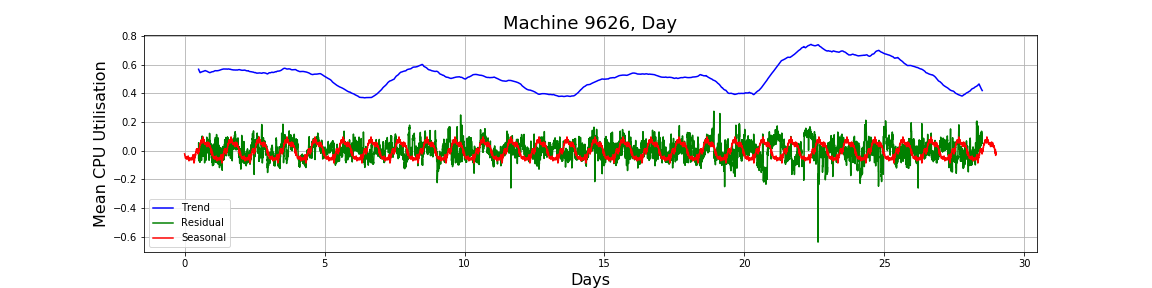 Machine 9626, Day
Mean CPU Utilisation
0.8
0.6
0.4
0.2
0.0
−0.2
−0.4
−0.6
Trend
Residual
Seasonal
0 5 10 15 20 25 30
Days